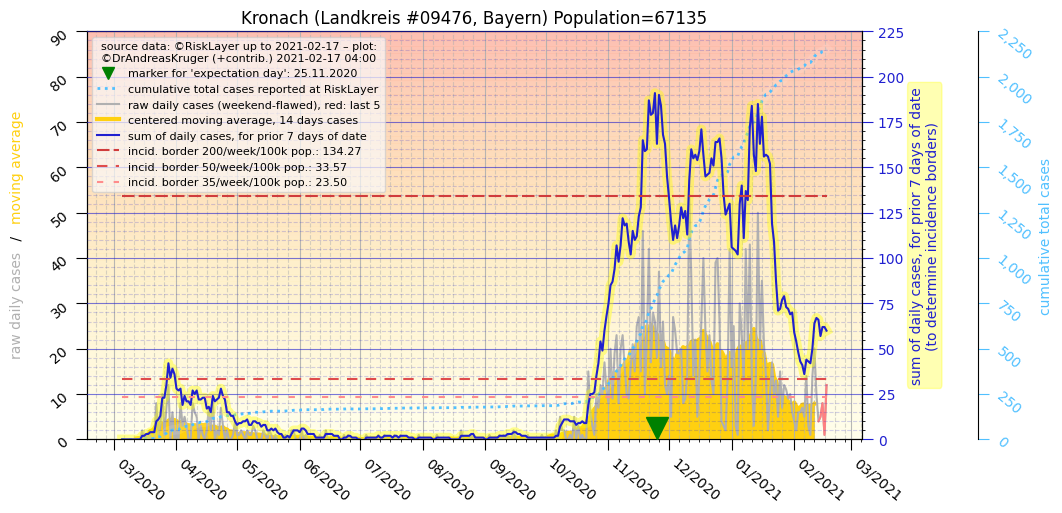 Kronach (Landkreis #09476, Bayern) Population=67135
source data: ©RiskLayer up to 2021-02-17 – plot:
©DrAndreasKruger (+contrib.) 2021-02-17 04:00
marker for 'expectation day': 25.11.2020
cumulative total cases reported at RiskLayer
raw daily cases (weekend-flawed), red: last 5
centered moving average, 14 days cases
sum of daily cases, for prior 7 days of date
incid. border 200/week/100k pop.: 134.27
incid. border 50/week/100k pop.: 33.57
incid. border 35/week/100k pop.: 23.50
raw daily cases / moving average
90
80
70
60
50
40
30
20
10
0
225
200
175
150
125
100
75
50
25
0
sum of daily cases, for prior 7 days of date
(to determine incidence borders)
2,250
2,000
1,750
1,500
1,250
1,000
750
500
250
0
cumulative total cases
03/2020
04/2020
05/2020
06/2020
07/2020
08/2020
09/2020
10/2020
11/2020
12/2020
01/2021
02/2021
03/2021